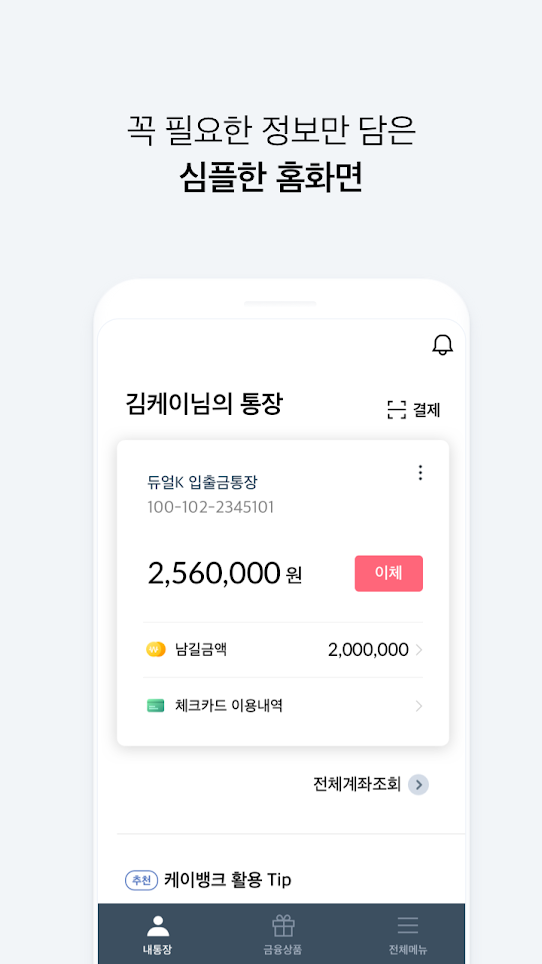 꼭 필요한 정보만 담은
심플한 홈화면
김케이님의 통장
결제
듀얼K 입출금통장
100-102-2345101
2,560,000 원
이체
남길금액 2,000,000
체크카드 이용내역
전체계좌조회
추천 케이뱅크 활용 Tip
내통장 금융상품 전체메뉴